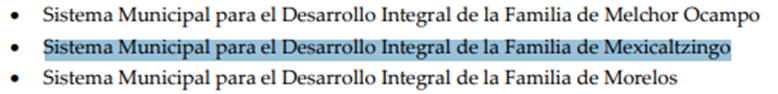 • Sistema Municipal para el Desarrollo Integral de la Familia de Melchor Ocampo
• Sistema Municipal para el Desarrollo Integral de la Familia de Mexicaltzingo
• Sistema Municipal para el Desarrollo Integral de la Familia de Morelos